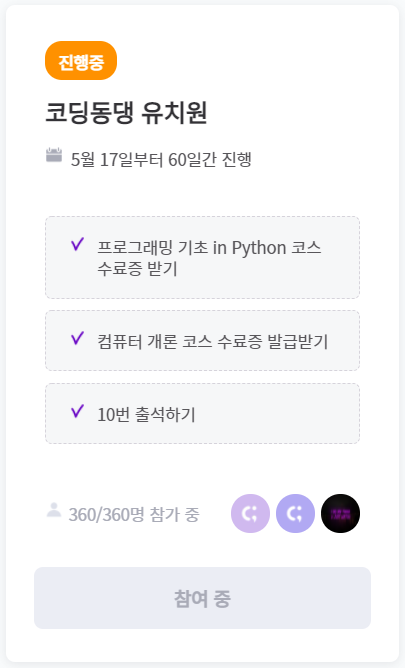 진행중
코딩동댕 유치원
5월 17일부터 60일간 진행
프로그래밍 기초 in Python 코스
수료증 받기
컴퓨터 개론 코스 수료증 발급받기
10번 출석하기
360/360명 참가 중
참여 중